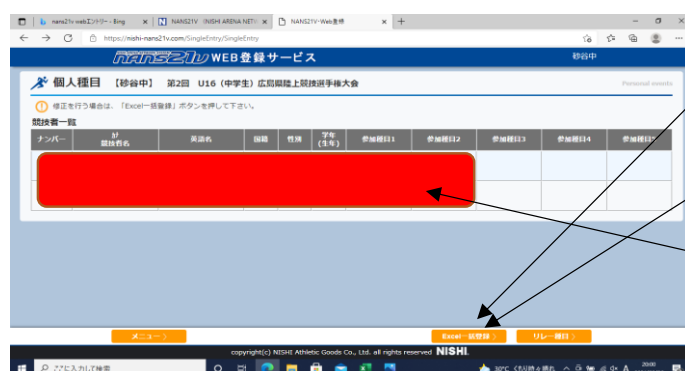 nans21v webエントリー - Bing
NANS21V《NISHI ARENA NET》
NANS21V-Web登録
https://nishi-nans21v.com/SingleEntry/SingleEntry
NANS21V WEB登録サービス
砂谷中
個人種目 【砂谷中】 第2回 U16（中学生）広島県陸上競技選手権大会
Personal events
修正を行う場合は、「Excel一括登録」ボタンを押して下さい。
競技者一覧
ナンバー
競技者名
英語名
国籍
性別
学年
(生年)
参加種目1
参加種目2
参加種目3
参加種目4
参加種目5
メニュー
Excel一括登録
リレー種目
copyright(c) NISHI Athletic Goods Co., Ltd. all rights reserved NISHI.
ここに入力して検索
30°C
20:00